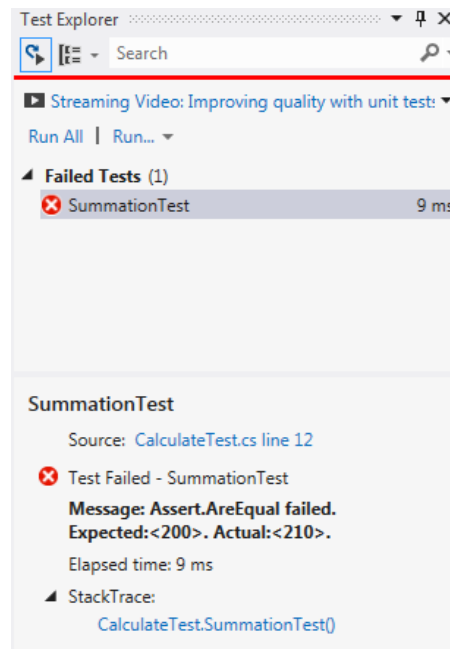 Test Explorer
Search
Streaming Video: Improving quality with unit test
Run All | Run...
Failed Tests (1)
SummationTest 9 ms
SummationTest
Source: CalculateTest.cs line 12
Test Failed - SummationTest
Message: Assert.AreEqual failed.
Expected:<200>. Actual:<210>.
Elapsed time: 9 ms
StackTrace:
CalculateTest.SummationTest()